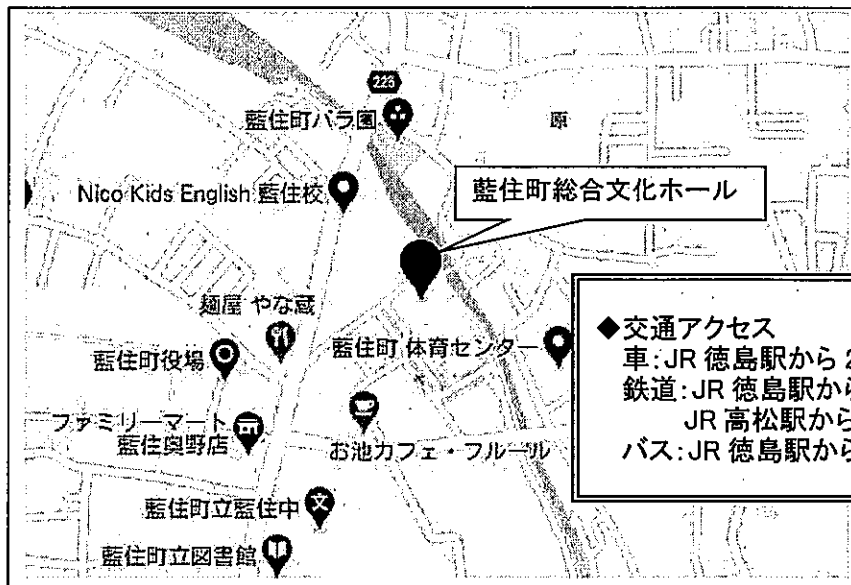 225
藍住町バラ園
原
Nico Kids English 藍住校
藍住町総合文化ホール
麺屋 やな蔵
藍住町役場
藍住町 体育センター
ファミリーマート
藍住奥野店
お池カフェ・フルール
藍住町立藍住中
藍住町立図書館
◆交通アクセス
車:JR 徳島駅から 2
鉄道:JR 徳島駅から
JR 高松駅から
バス:JR 徳島駅から